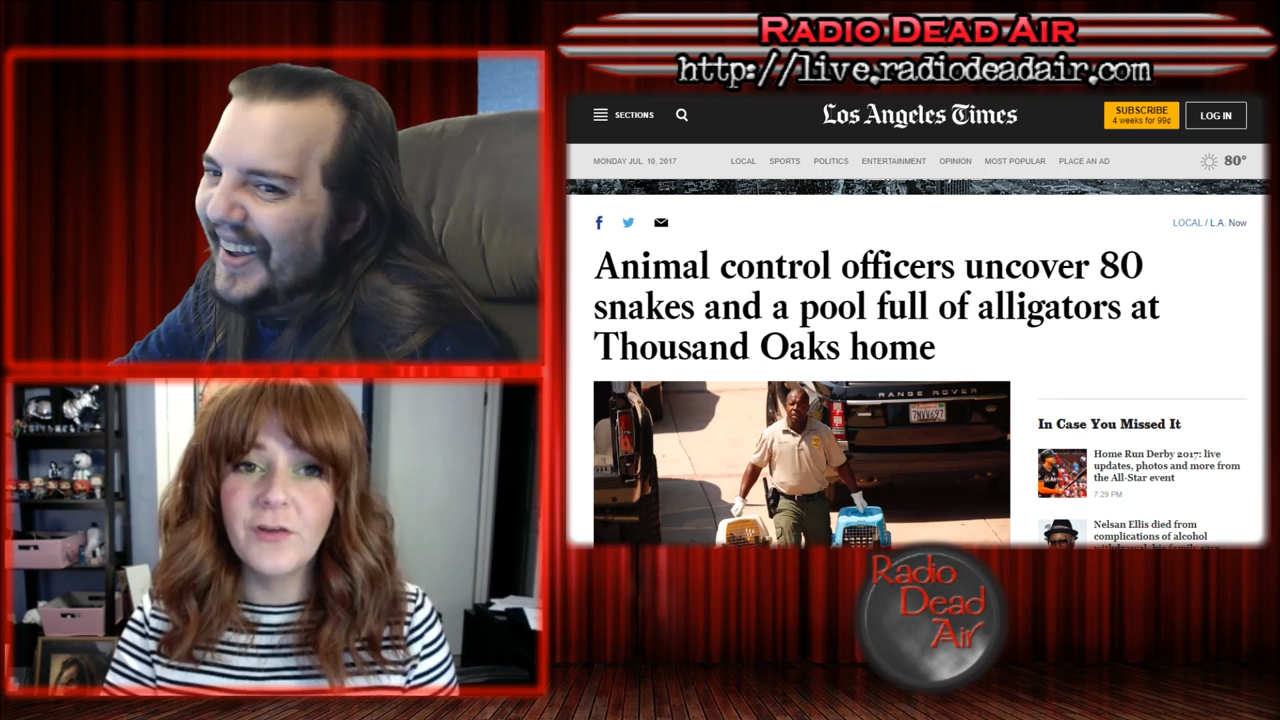 RADIO DEAD AIR
http://live.radiodeadair.com
SECTIONS
Los Angeles Times
SUBSCRIBE
4 weeks for 99¢
LOG IN
MONDAY JUL. 10, 2017
LOCAL SPORTS POLITICS ENTERTAINMENT OPINION MOST POPULAR PLACE AN AD
80°
LOCAL / L.A. Now
Animal control officers uncover 80
snakes and a pool full of alligators at
Thousand Oaks home
RANGE ROVER
7NVV697
In Case You Missed It
Home Run Derby 2017: live
updates, photos and more from
the All-Star event
7:29 PM
Nelsan Ellis died from
complications of alcohol
Radio
Dead
Air